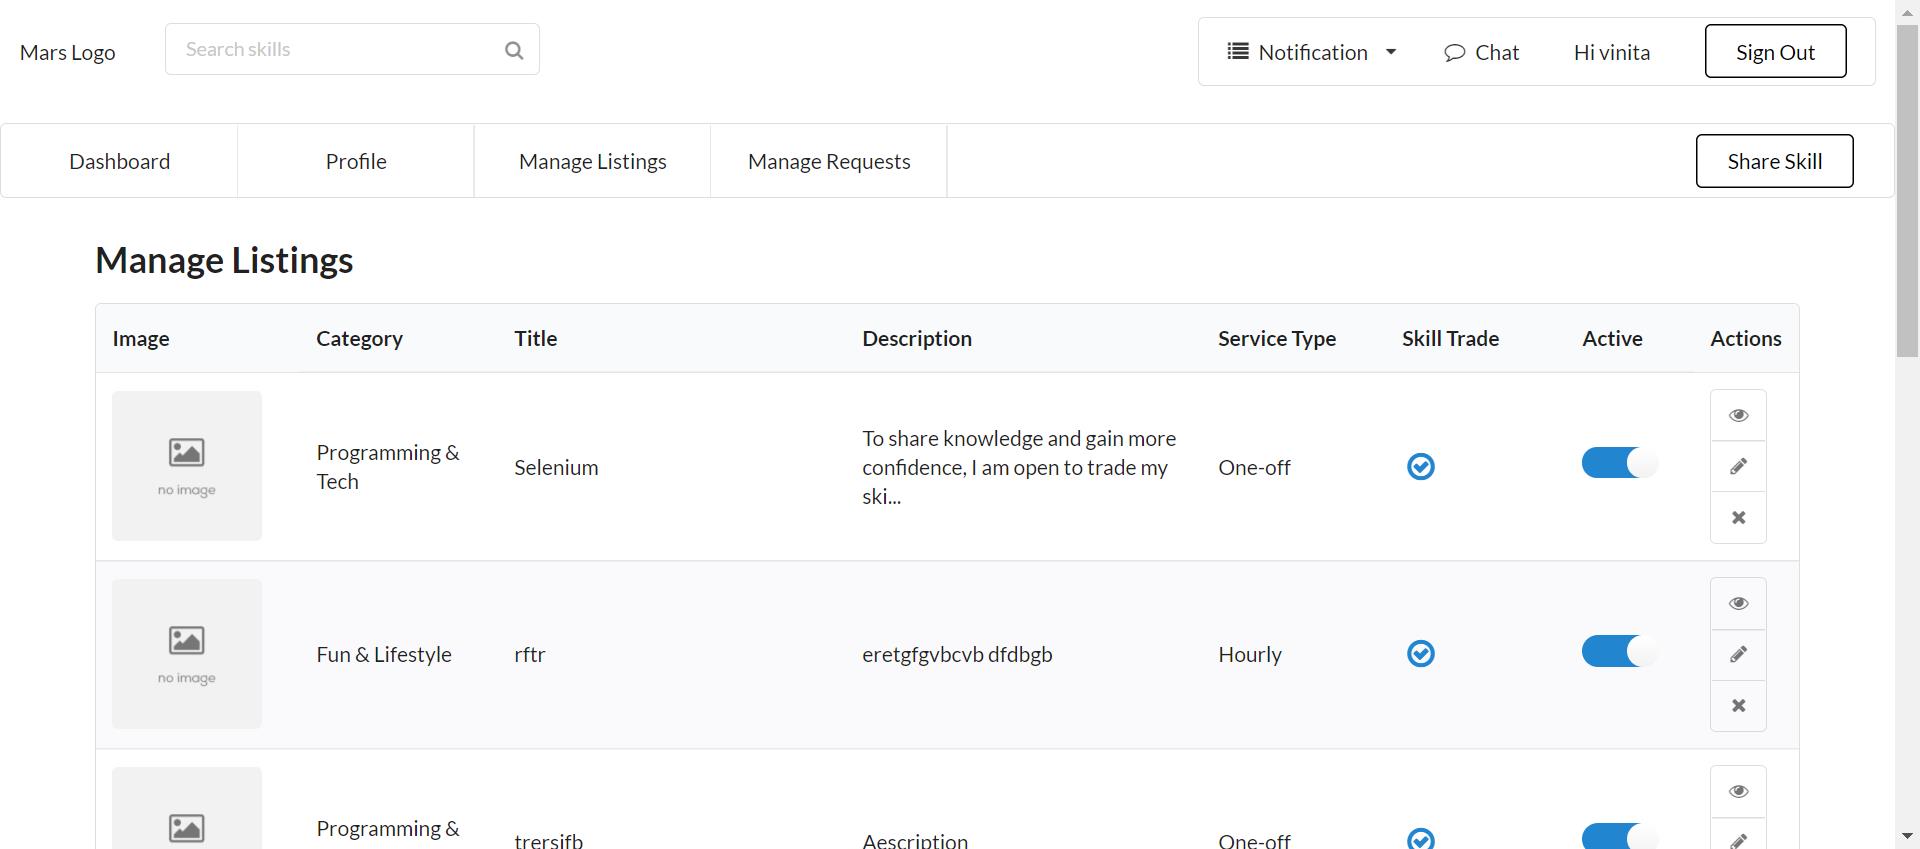 Mars Logo
Search skills
Notification
Chat
Hi vinita
Sign Out
Dashboard
Profile
Manage Listings
Manage Requests
Share Skill
Manage Listings
Image
Category
Title
Description
Service Type
Skill Trade
Active
Actions
no image
Programming &
Tech
Selenium
To share knowledge and gain more
confidence, I am open to trade my
ski...
One-off
no image
Fun & Lifestyle
rftr
eretgfgvbcvb dfdbgb
Hourly
Programming &
trersifb
Aescription
One-off